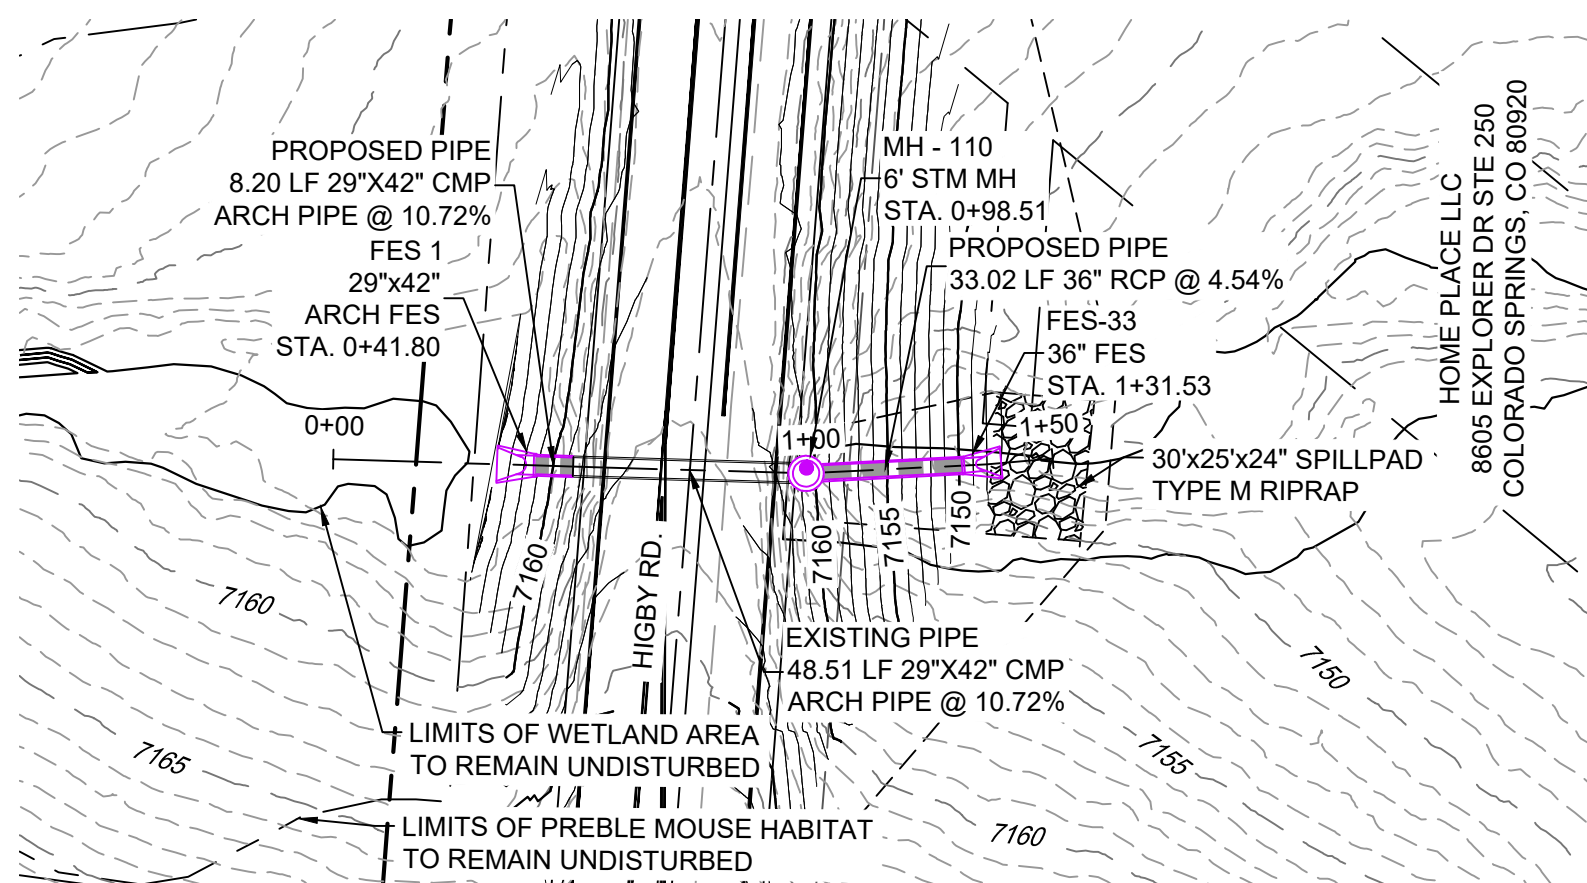 PROPOSED PIPE
8.20 LF 29"X42" CMP
ARCH PIPE @ 10.72%
FES 1
29"x42"
ARCH FES
STA. 0+41.80
MH - 110
6' STM MH
STA. 0+98.51
PROPOSED PIPE
33.02 LF 36" RCP @ 4.54%
FES-33
36" FES
STA. 1+31.53
HOME PLACE LLC
8605 EXPLORER DR STE 250
COLORADO SPRINGS, CO 80920
0+00
1+00
1+50
30'x25'x24" SPILLPAD
TYPE M RIPRAP
7160
HIGBY RD.
7160
7155
7150
7160
EXISTING PIPE
48.51 LF 29"X42" CMP
ARCH PIPE @ 10.72%
7150
LIMITS OF WETLAND AREA
TO REMAIN UNDISTURBED
7165
7155
LIMITS OF PREBLE MOUSE HABITAT
TO REMAIN UNDISTURBED
7160